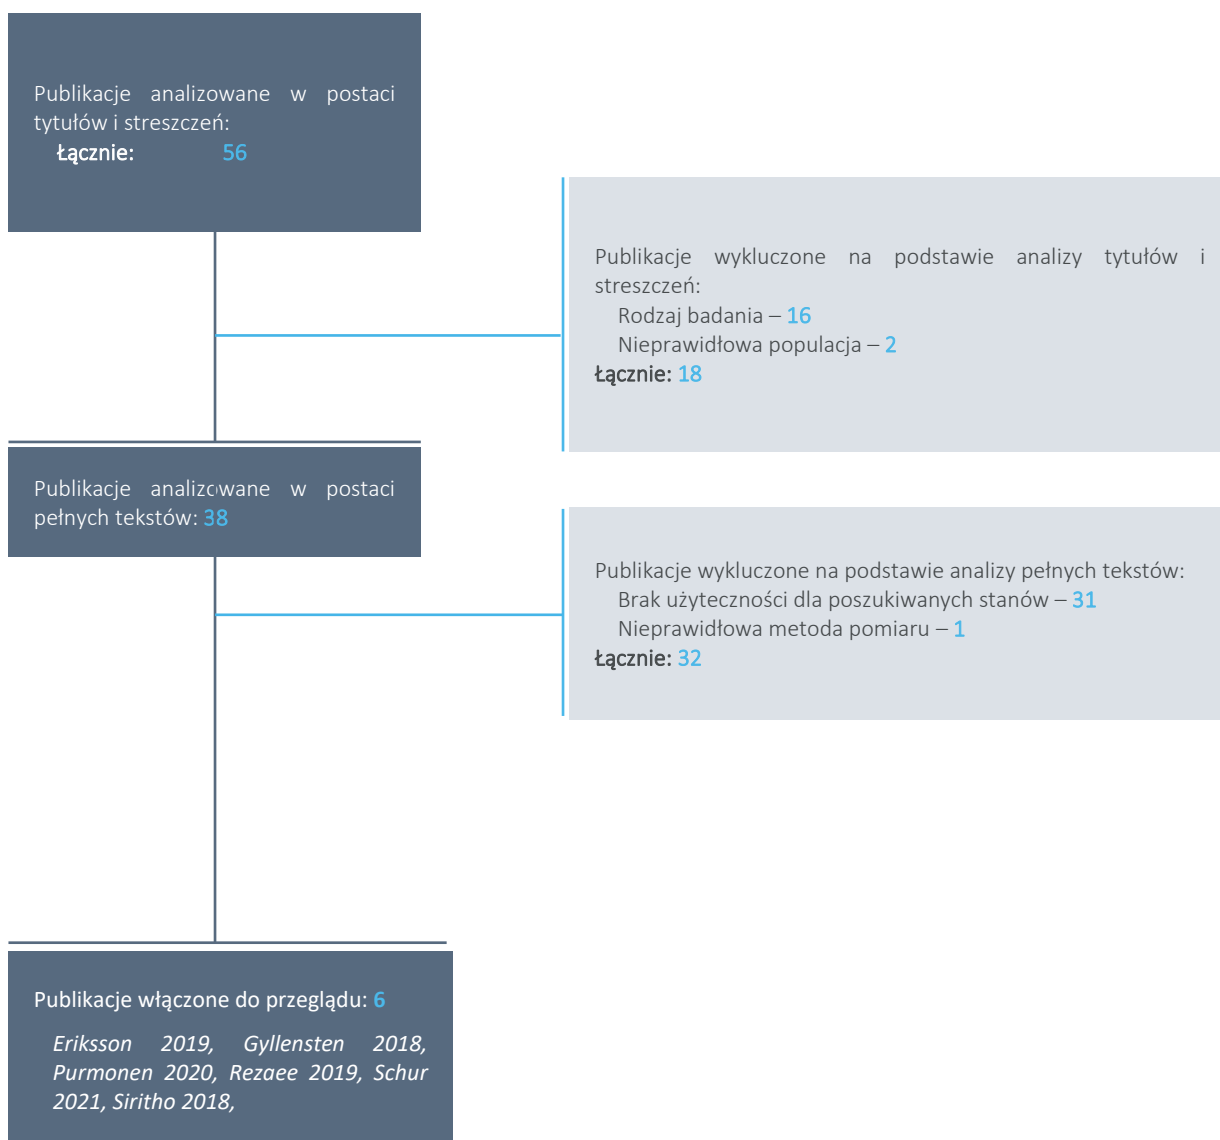 Publikacje analizowane w postaci
tytułów i streszczeń:
Łącznie: 56
Publikacje wykluczone na podstawie analizy tytułów i
streszczeń:
Rodzaj badania – 16
Nieprawidłowa populacja – 2
Łącznie: 18
Publikacje analizowane w postaci
pełnych tekstów: 38
Publikacje wykluczone na podstawie analizy pełnych tekstów:
Brak użyteczności dla poszukiwanych stanów – 31
Nieprawidłowa metoda pomiaru – 1
Łącznie: 32
Publikacje włączone do przeglądu: 6
Eriksson 2019, Gyllensten 2018,
Purmonen 2020, Rezaee 2019, Schur
2021, Siritho 2018,